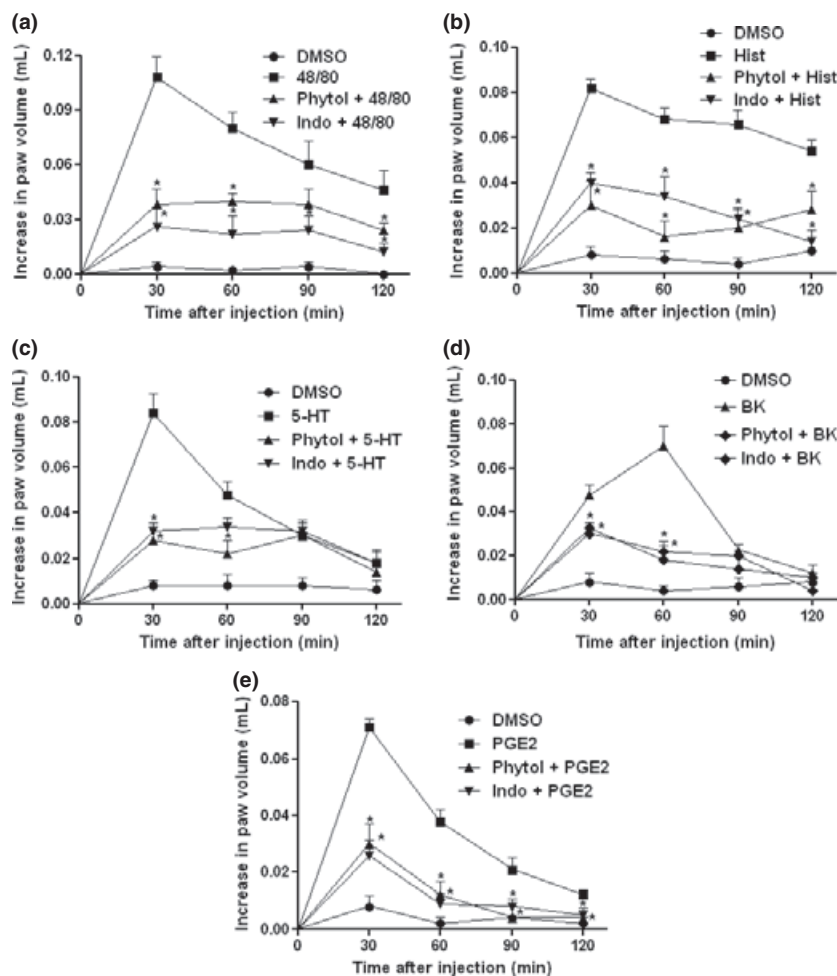 (a)
Increase in paw volume (mL)
0.12
0.09
0.06
0.03
0.00
DMSO
48/80
Phytol + 48/80
Indo + 48/80
* * * * * * * *
0 30 60 90 120
Time after injection (min)
(b)
Increase in paw volume (mL)
0.10
0.08
0.06
0.04
0.02
0.00
DMSO
Hist
Phytol + Hist
Indo + Hist
* * * * * * * *
0 30 60 90 120
Time after injection (min)
(c)
Increase in paw volume (mL)
0.10
0.08
0.06
0.04
0.02
0.00
DMSO
5-HT
Phytol + 5-HT
Indo + 5-HT
* * *
0 30 60 90 120
Time after injection (min)
(d)
Increase in paw volume (mL)
0.10
0.08
0.06
0.04
0.02
0.00
DMSO
BK
Phytol + BK
Indo + BK
* * * *
0 30 60 90 120
Time after injection (min)
(e)
Increase in paw volume (mL)
0.08
0.06
0.04
0.02
0.00
DMSO
PGE2
Phytol + PGE2
Indo + PGE2
* * * * * * * *
0 30 60 90 120
Time after injection (min)